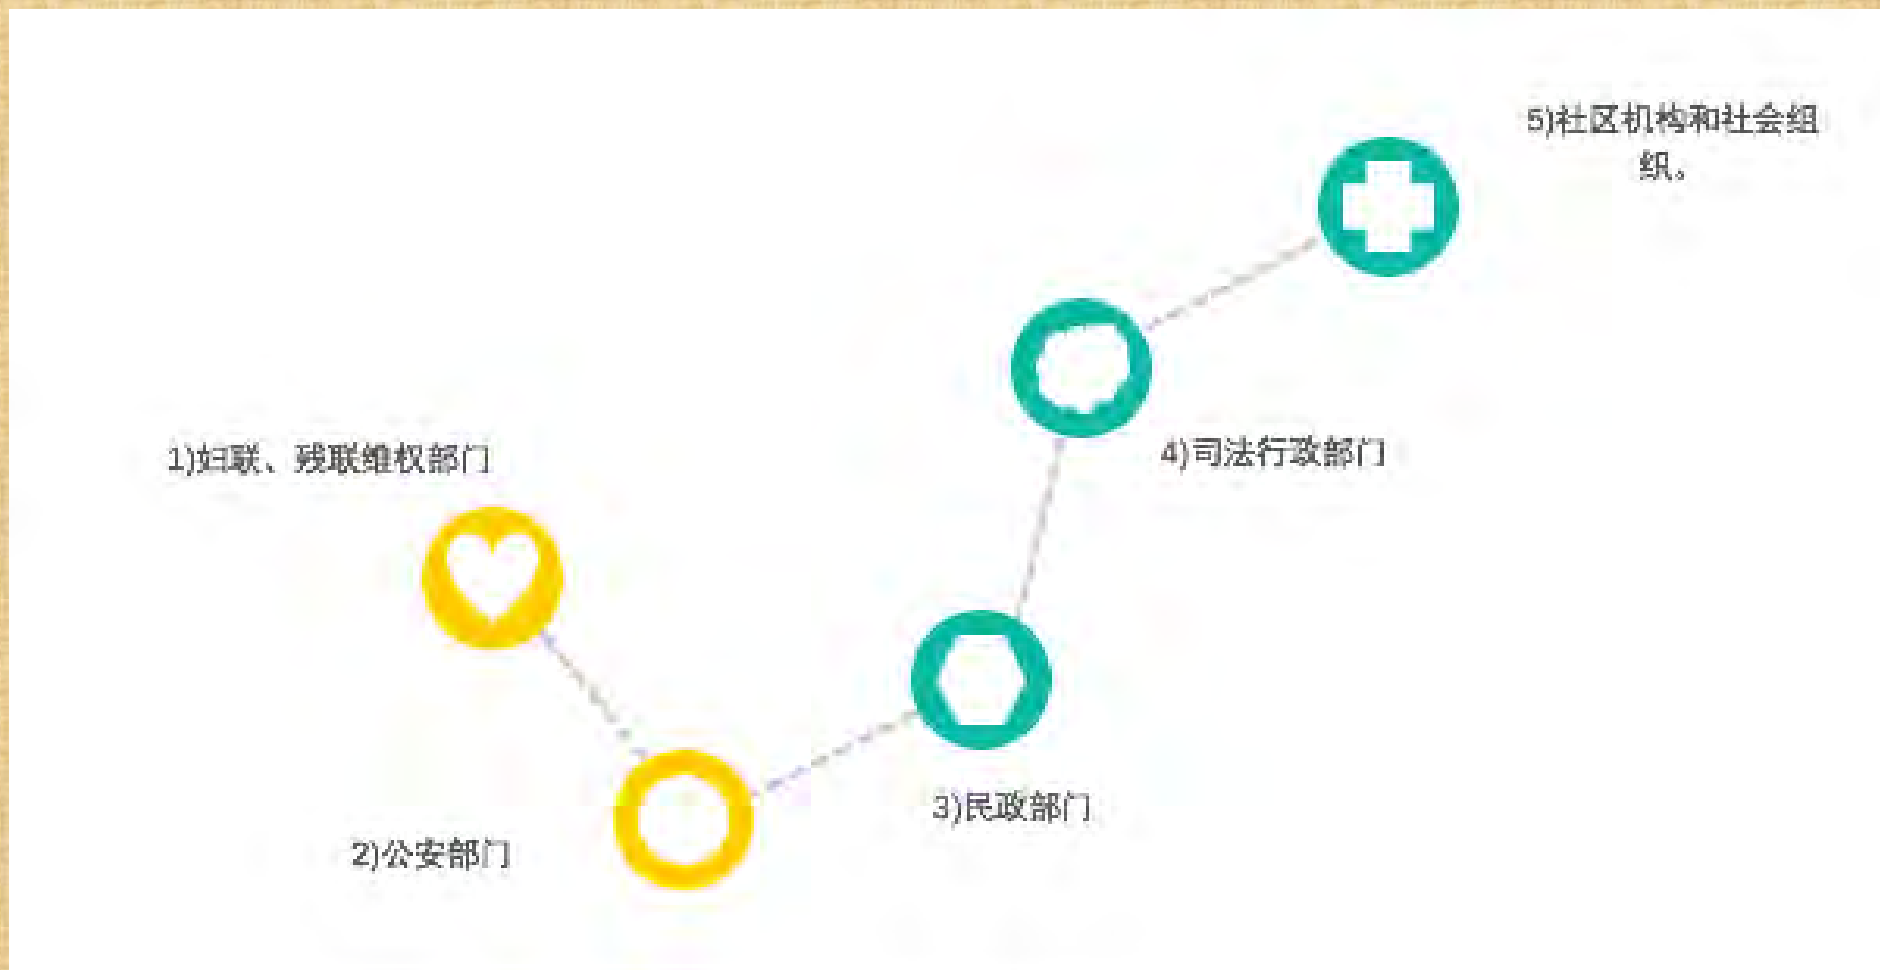 1)妇联、残联维权部门
2)公安部门
3)民政部门
4)司法行政部门
5)社区机构和社会组
织。